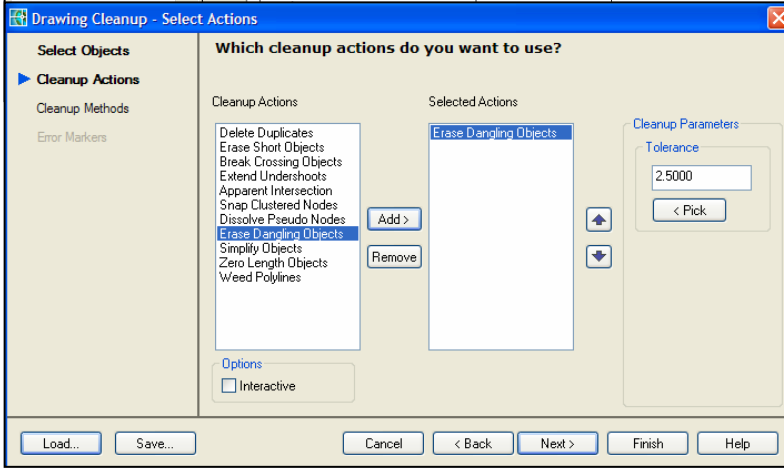 Drawing Cleanup - Select Actions
Select Objects
Cleanup Actions
Cleanup Methods
Error Markers
Which cleanup actions do you want to use?
Cleanup Actions
Delete Duplicates
Erase Short Objects
Break Crossing Objects
Extend Undershoots
Apparent Intersection
Snap Clustered Nodes
Dissolve Pseudo Nodes
Erase Dangling Objects
Simplify Objects
Zero Length Objects
Weed Polylines
Add >
Remove
Selected Actions
Erase Dangling Objects
Cleanup Parameters
Tolerance
2.5000
< Pick
Options
Interactive
Load...
Save...
Cancel
< Back
Next >
Finish
Help